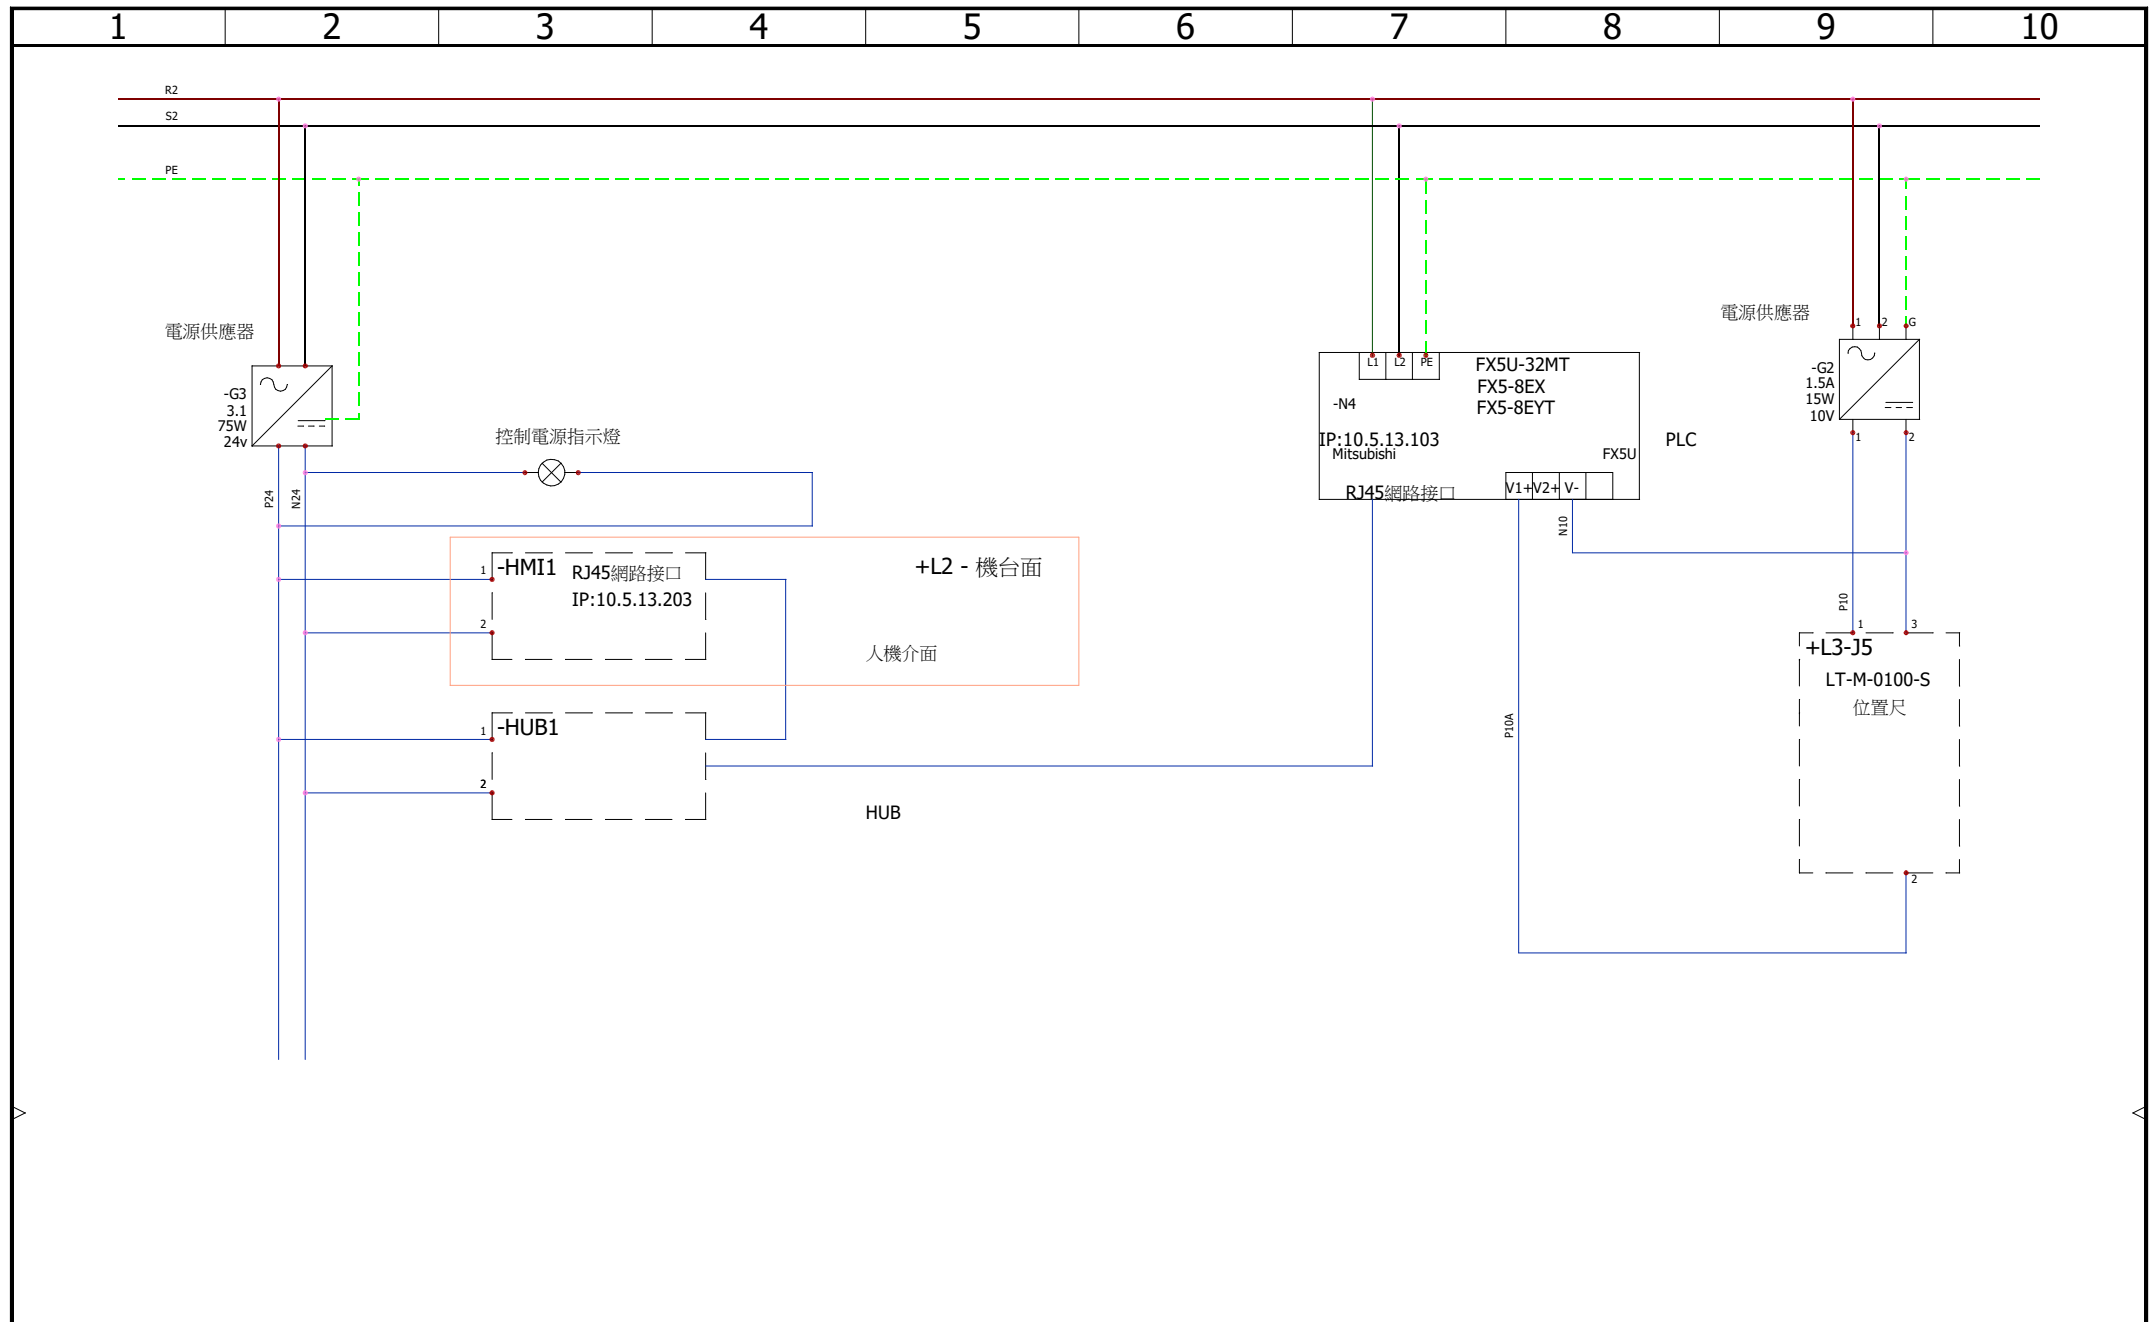 1 2 3 4 5 6 7 8 9 10
R2
S2
PE
電源供應器
-G3
3.1
75W
24v
P24
N24
控制電源指示燈
+L2 - 機台面
1
-HMI1
RJ45網路接口
IP:10.5.13.203
2
人機介面
1
-HUB1
2
HUB
L1 L2 PE
FX5U-32MT
FX5-8EX
FX5-8EYT
-N4
IP:10.5.13.103
Mitsubishi
FX5U
PLC
RJ45網路接口
V1+ V2+ V-
N10
P10A
電源供應器
1 2 G
-G2
1.5A
15W
10V
1 2
P10
1 3
+L3-J5
LT-M-0100-S
位置尺
2